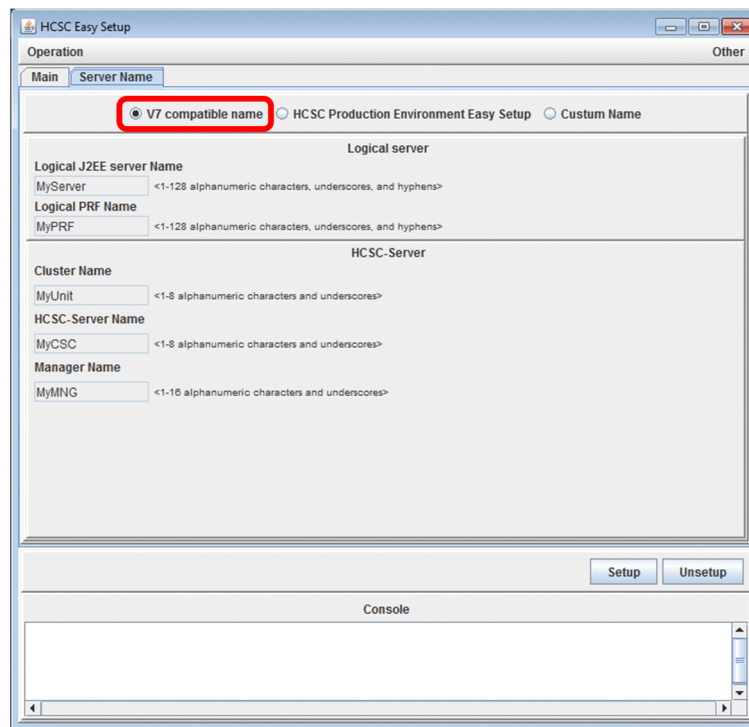 HCSC Easy Setup
Operation Other
Main Server Name
V7 compatible name HCSC Production Environment Easy Setup Custum Name
Logical server
Logical J2EE server Name
MyServer <1-128 alphanumeric characters, underscores, and hyphens>
Logical PRF Name
MyPRF <1-128 alphanumeric characters, underscores, and hyphens>
HCSC-Server
Cluster Name
MyUnit <1-8 alphanumeric characters and underscores>
HCSC-Server Name
MyCSC <1-8 alphanumeric characters and underscores>
Manager Name
MyMNG <1-16 alphanumeric characters and underscores>
Setup Unsetup
Console